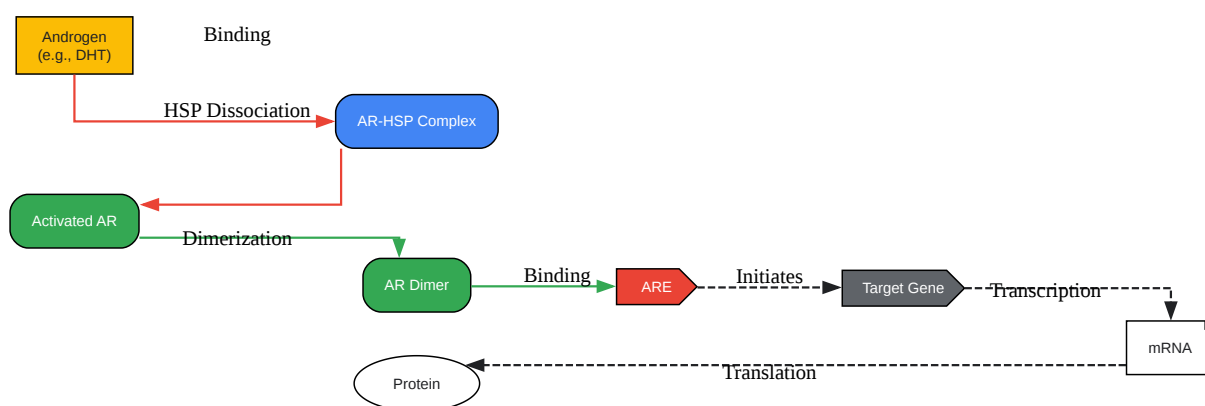 Androgen
(e.g., DHT)
Binding
HSP Dissociation
AR-HSP Complex
Activated AR
Dimerization
AR Dimer
Binding
ARE
Initiates
Target Gene
Transcription
mRNA
Translation
Protein